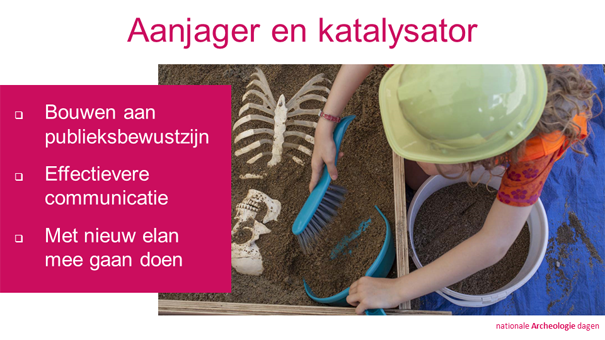 Aanjager en katalysator
Bouwen aan
publieksbewustzijn
Effectievere
communicatie
Met nieuw elan
mee gaan doen
nationale Archeologie dagen